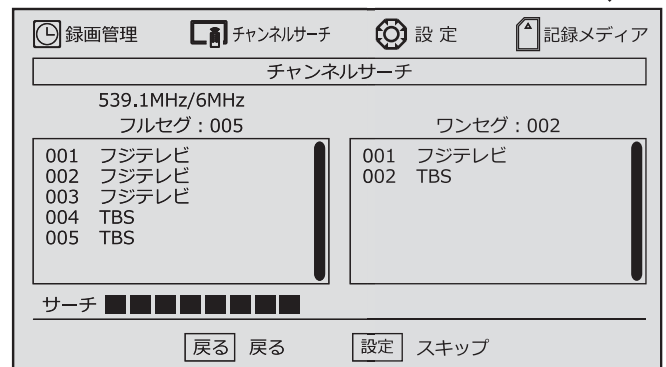 録画管理 チャンネルサーチ 設 定 記録メディア
チャンネルサーチ
539.1MHz/6MHz
フルセグ：005
001 フジテレビ
002 フジテレビ
003 フジテレビ
004 TBS
005 TBS
ワンセグ：002
001 フジテレビ
002 TBS
サーチ
戻る 戻る 設定 スキップ